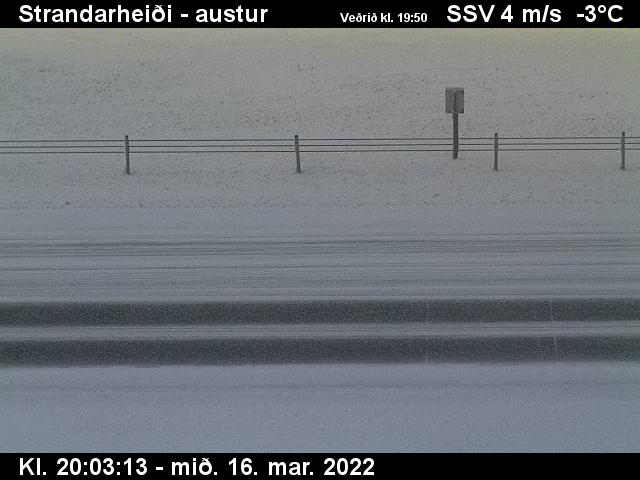 Strandarheiði - austur Veðrið kl. 19:50 SSV 4 m/s -3°C
Kl. 20:03:13 - mið. 16. mar. 2022